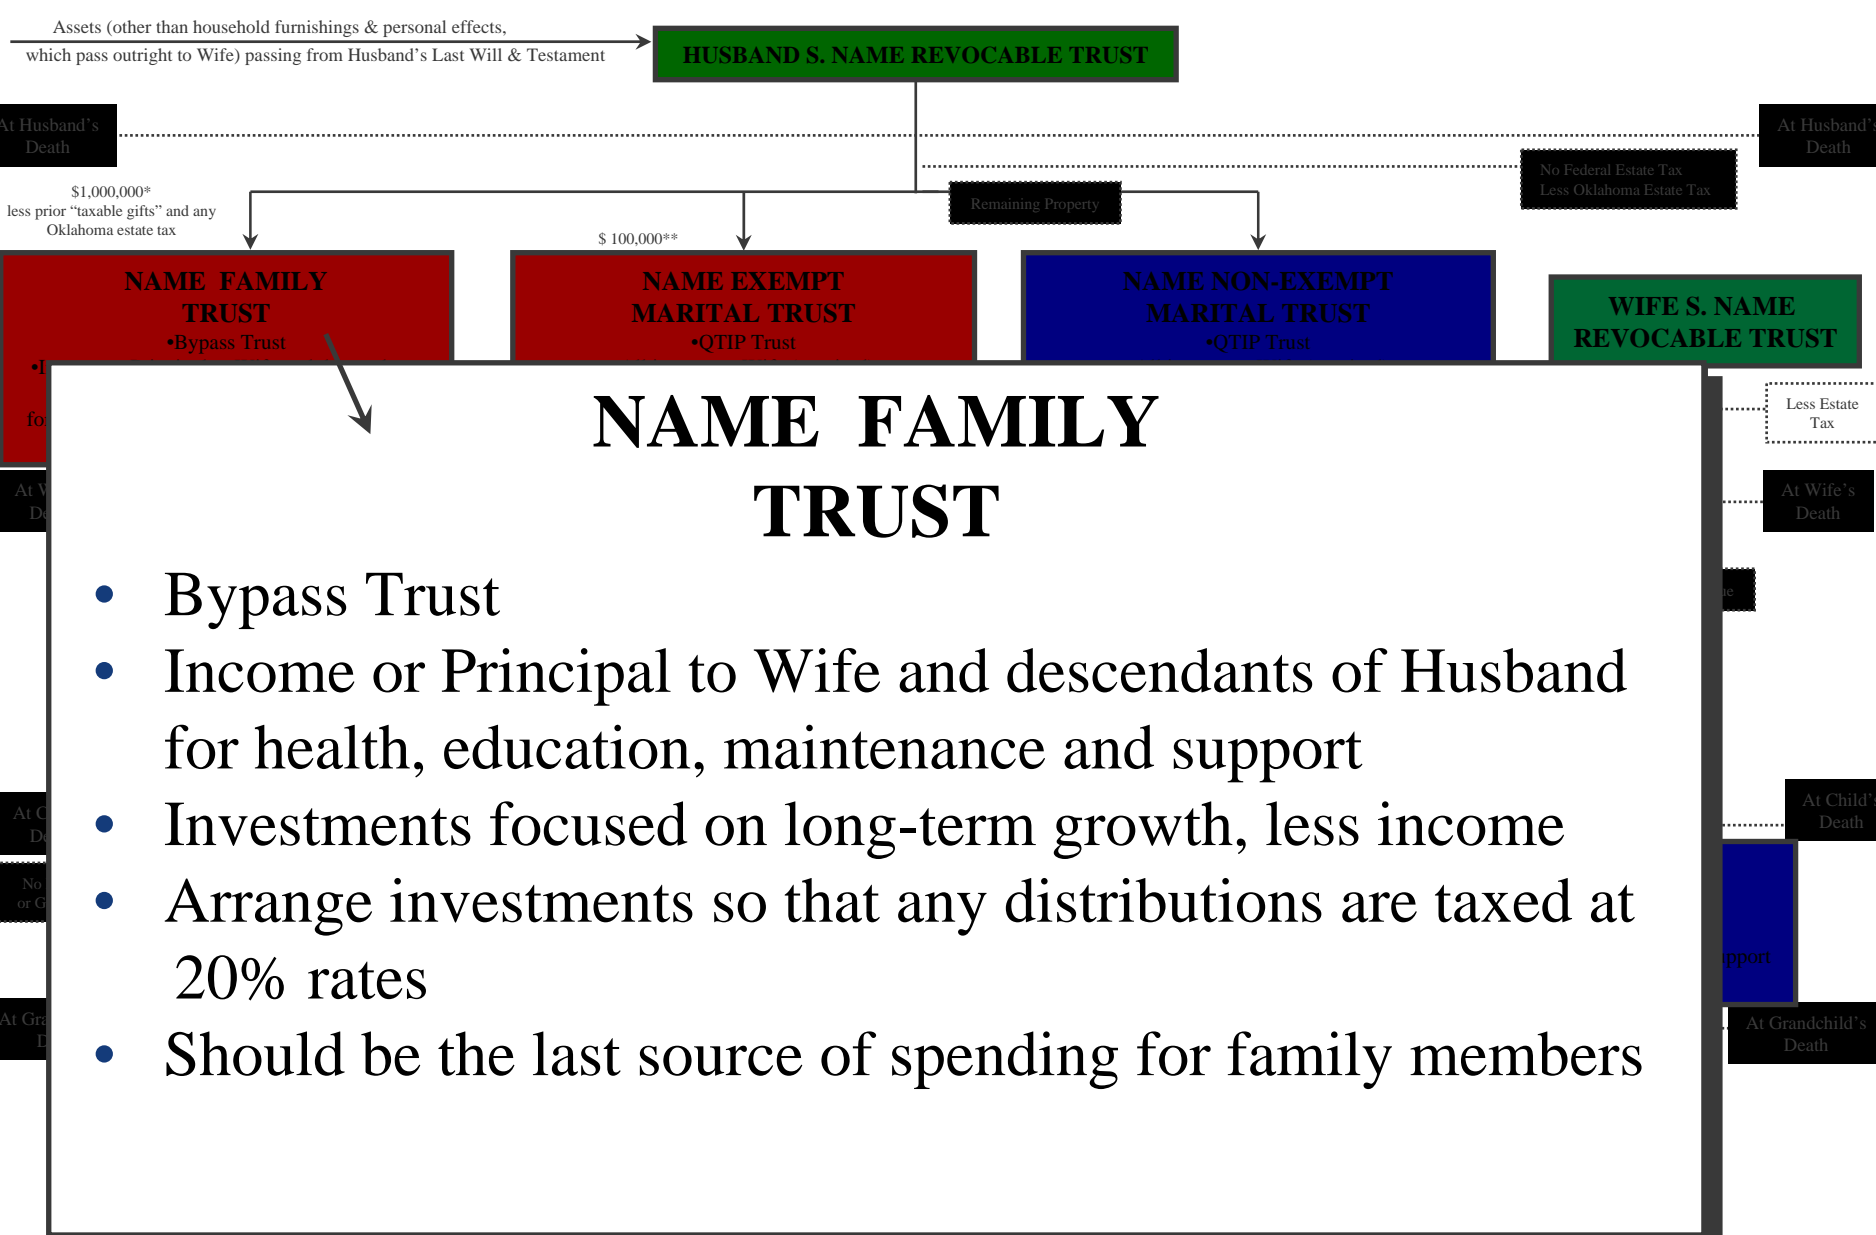 Assets (other than household furnishings & personal effects,
which pass outright to Wife) passing from Husband’s Last Will & Testament
HUSBAND S. NAME REVOCABLE TRUST
At Husband’s
Death
At Husband’s
Death
No Federal Estate Tax
Less Oklahoma Estate Tax
$1,000,000*
less prior “taxable gifts” and any
Oklahoma estate tax
Remaining Property
$ 100,000**
NAME FAMILY
TRUST
•Bypass Trust
NAME EXEMPT
MARITAL TRUST
•QTIP Trust
NAME NON-EXEMPT
MARITAL TRUST
•QTIP Trust
WIFE S. NAME
REVOCABLE TRUST
Less Estate
Tax
At Wife’s
Death
NAME FAMILY
TRUST
• Bypass Trust
• Income or Principal to Wife and descendants of Husband
for health, education, maintenance and support
• Investments focused on long-term growth, less income
• Arrange investments so that any distributions are taxed at
20% rates
• Should be the last source of spending for family members
At
At
No
At
At Child’s
Death
At Grandchild’s
Death